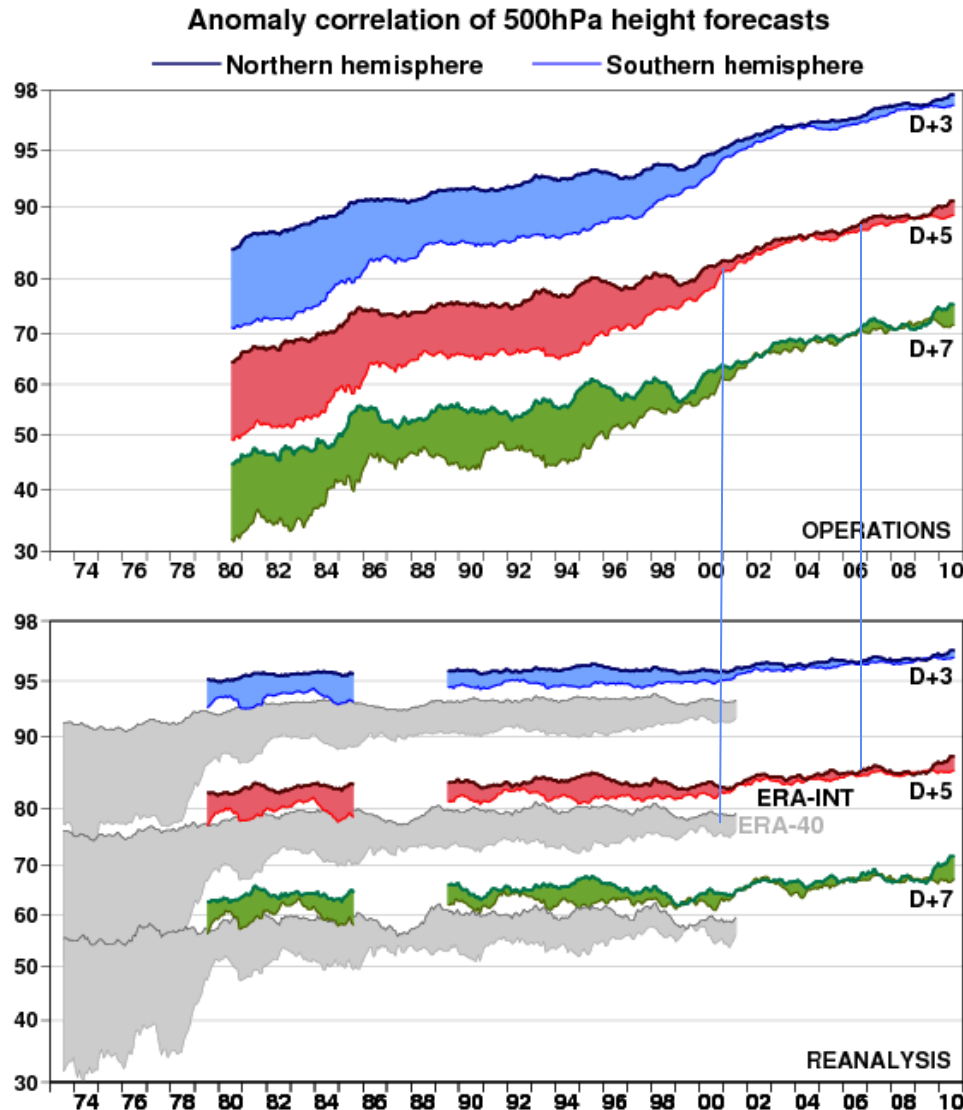 Anomaly correlation of 500hPa height forecasts
Northern hemisphere Southern hemisphere
98
D+3
95
90
D+5
80
70
D+7
60
50
40
OPERATIONS
30
74 76 78 80 82 84 86 88 90 92 94 96 98 00 02 04 06 08 10
98
95
D+3
90
80
D+5
ERA-INT
ERA-40
70
D+7
60
50
40
REANALYSIS
30
74 76 78 80 82 84 86 88 90 92 94 96 98 00 02 04 06 08 10